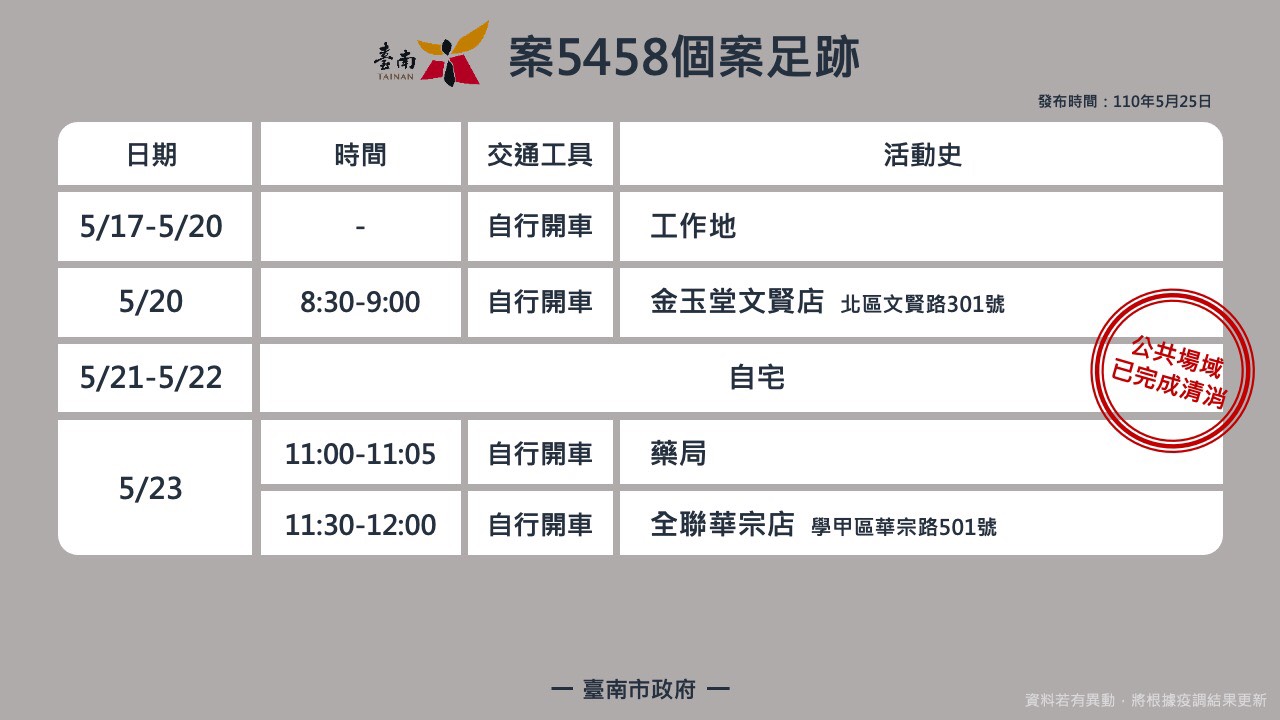 臺南
TAINAN
案5458個案足跡
發布時間：110年5月25日
日期 時間 交通工具 活動史
5/17-5/20 - 自行開車 工作地
5/20 8:30-9:00 自行開車 金玉堂文賢店 北區文賢路301號
5/21-5/22 自宅
公共場域
已完成清消
5/23
11:00-11:05 自行開車 藥局
11:30-12:00 自行開車 全聯華宗店 學甲區華宗路501號
— 臺南市政府 —
資料若有異動，將根據疫調結果更新